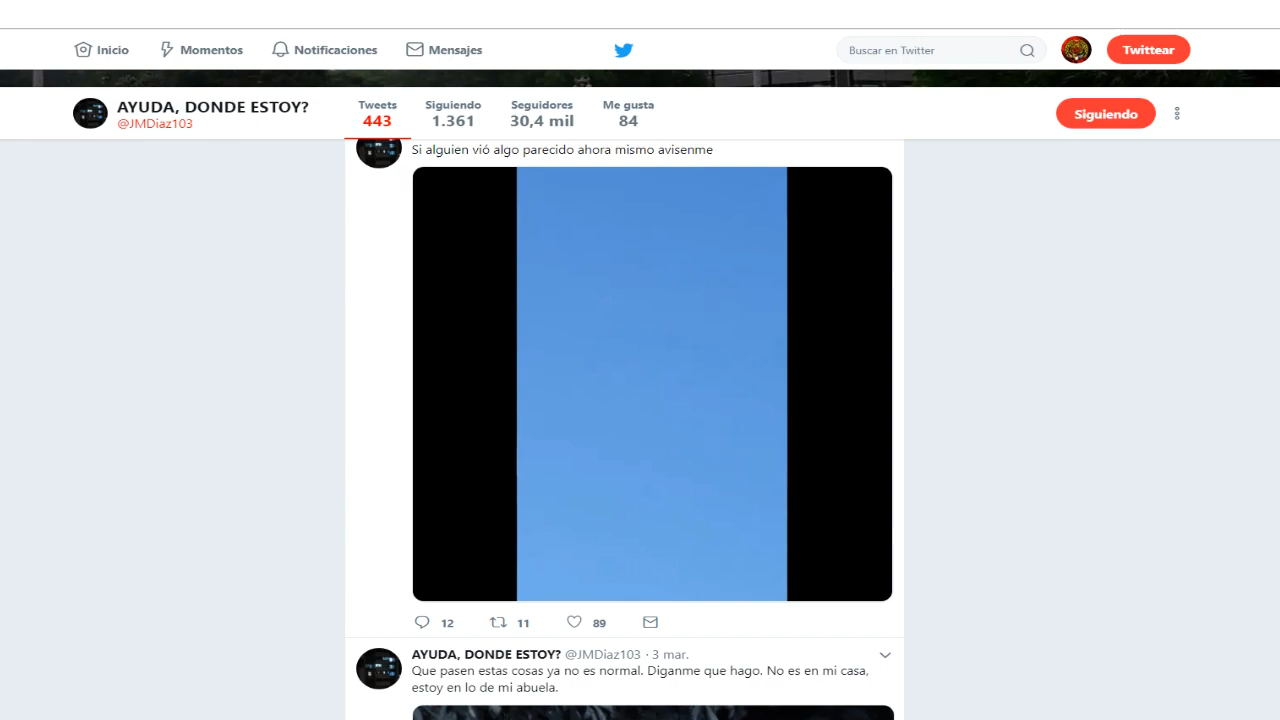 Inicio
Momentos
Notificaciones
Mensajes
Buscar en Twitter
Twittear
AYUDA, DONDE ESTOY?
@JMDiaz103
Tweets
443
Siguiendo
1.361
Seguidores
30,4 mil
Me gusta
84
Siguiendo
Si alguien vió algo parecido ahora mismo avisenme
12
11
89
AYUDA, DONDE ESTOY? @JMDiaz103 · 3 mar.
Que pasen estas cosas ya no es normal. Diganme que hago. No es en mi casa,
estoy en lo de mi abuela.